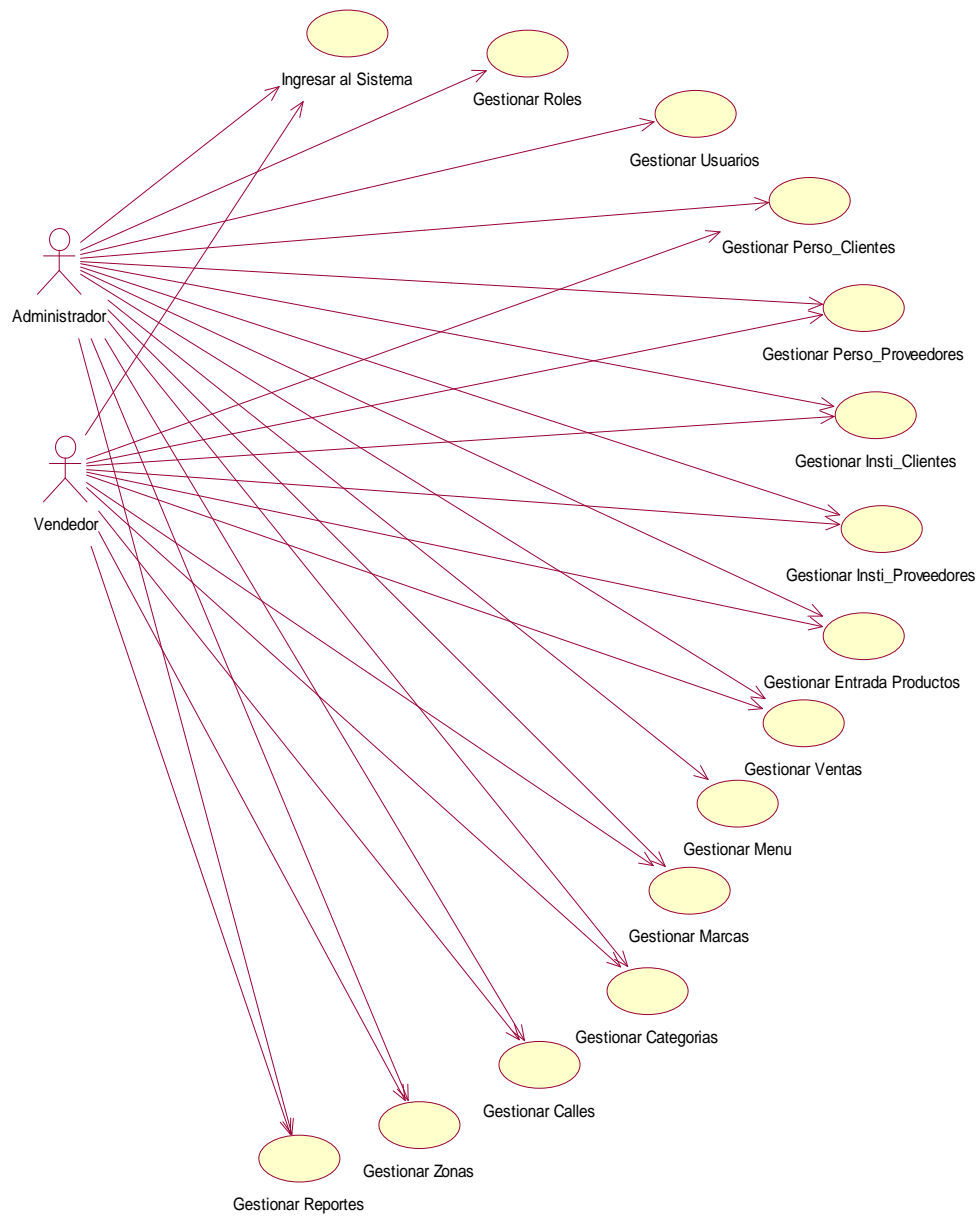 Ingresar al Sistema
Gestionar Roles
Gestionar Usuarios
Gestionar Perso_Clientes
Administrador
Gestionar Perso_Proveedores
Gestionar Insti_Clientes
Vendedor
Gestionar Insti_Proveedores
Gestionar Entrada Productos
Gestionar Ventas
Gestionar Menu
Gestionar Marcas
Gestionar Categorias
Gestionar Calles
Gestionar Zonas
Gestionar Reportes